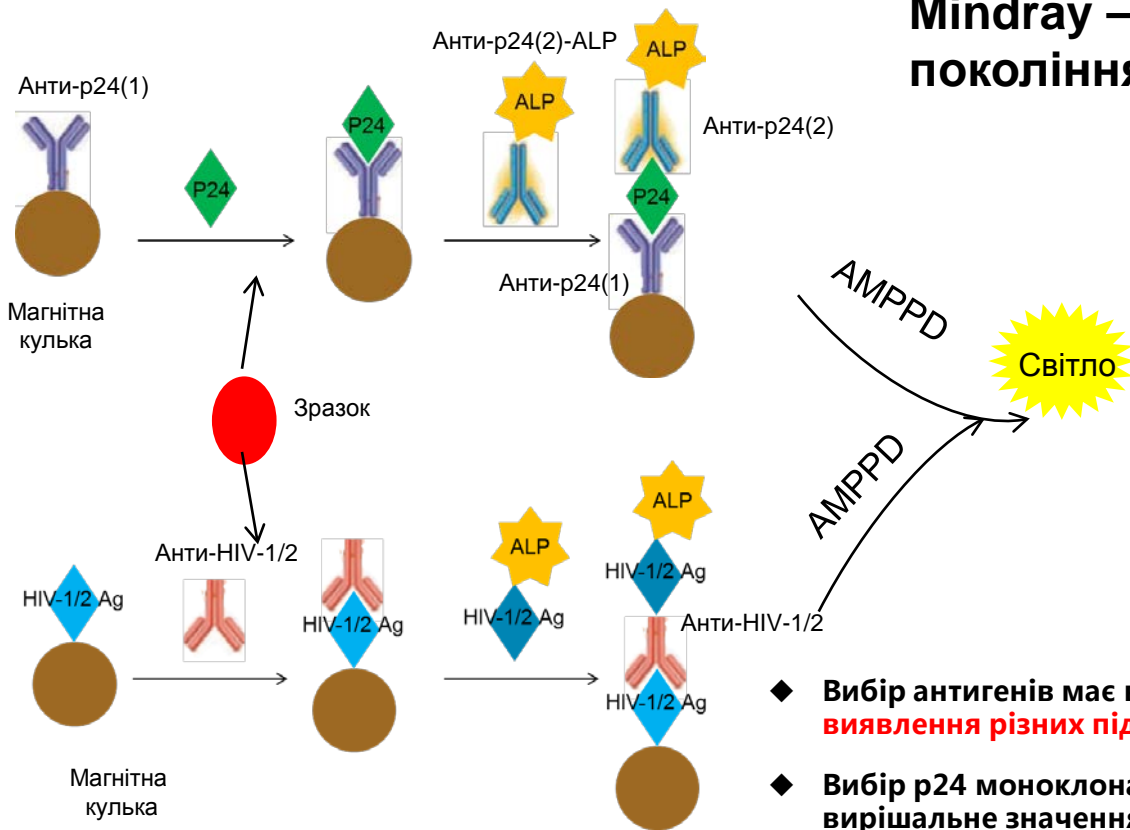 Mindray –
покоління
Анти-p24(2)-ALP
ALP
Анти-p24(1)
ALP
P24
Анти-p24(2)
P24
P24
Анти-p24(1)
Магнітна
кулька
AMPPD
Світло
Зразок
AMPPD
ALP
Анти-HIV-1/2
ALP
HIV-1/2 Ag
HIV-1/2 Ag
HIV-1/2 Ag
HIV-1/2 Ag
Анти-HIV-1/2
HIV-1/2 Ag
Магнітна
кулька
◆ Вибір антигенів має
виявлення різних під
◆ Вибір p24 моноклона
вирішальне значення